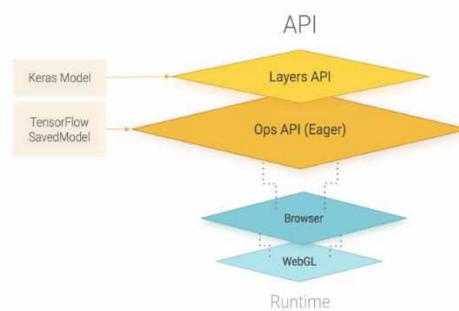 API
Keras Model
Layers API
TensorFlow
SavedModel
Ops API (Eager)
Browser
WebGL
Runtime